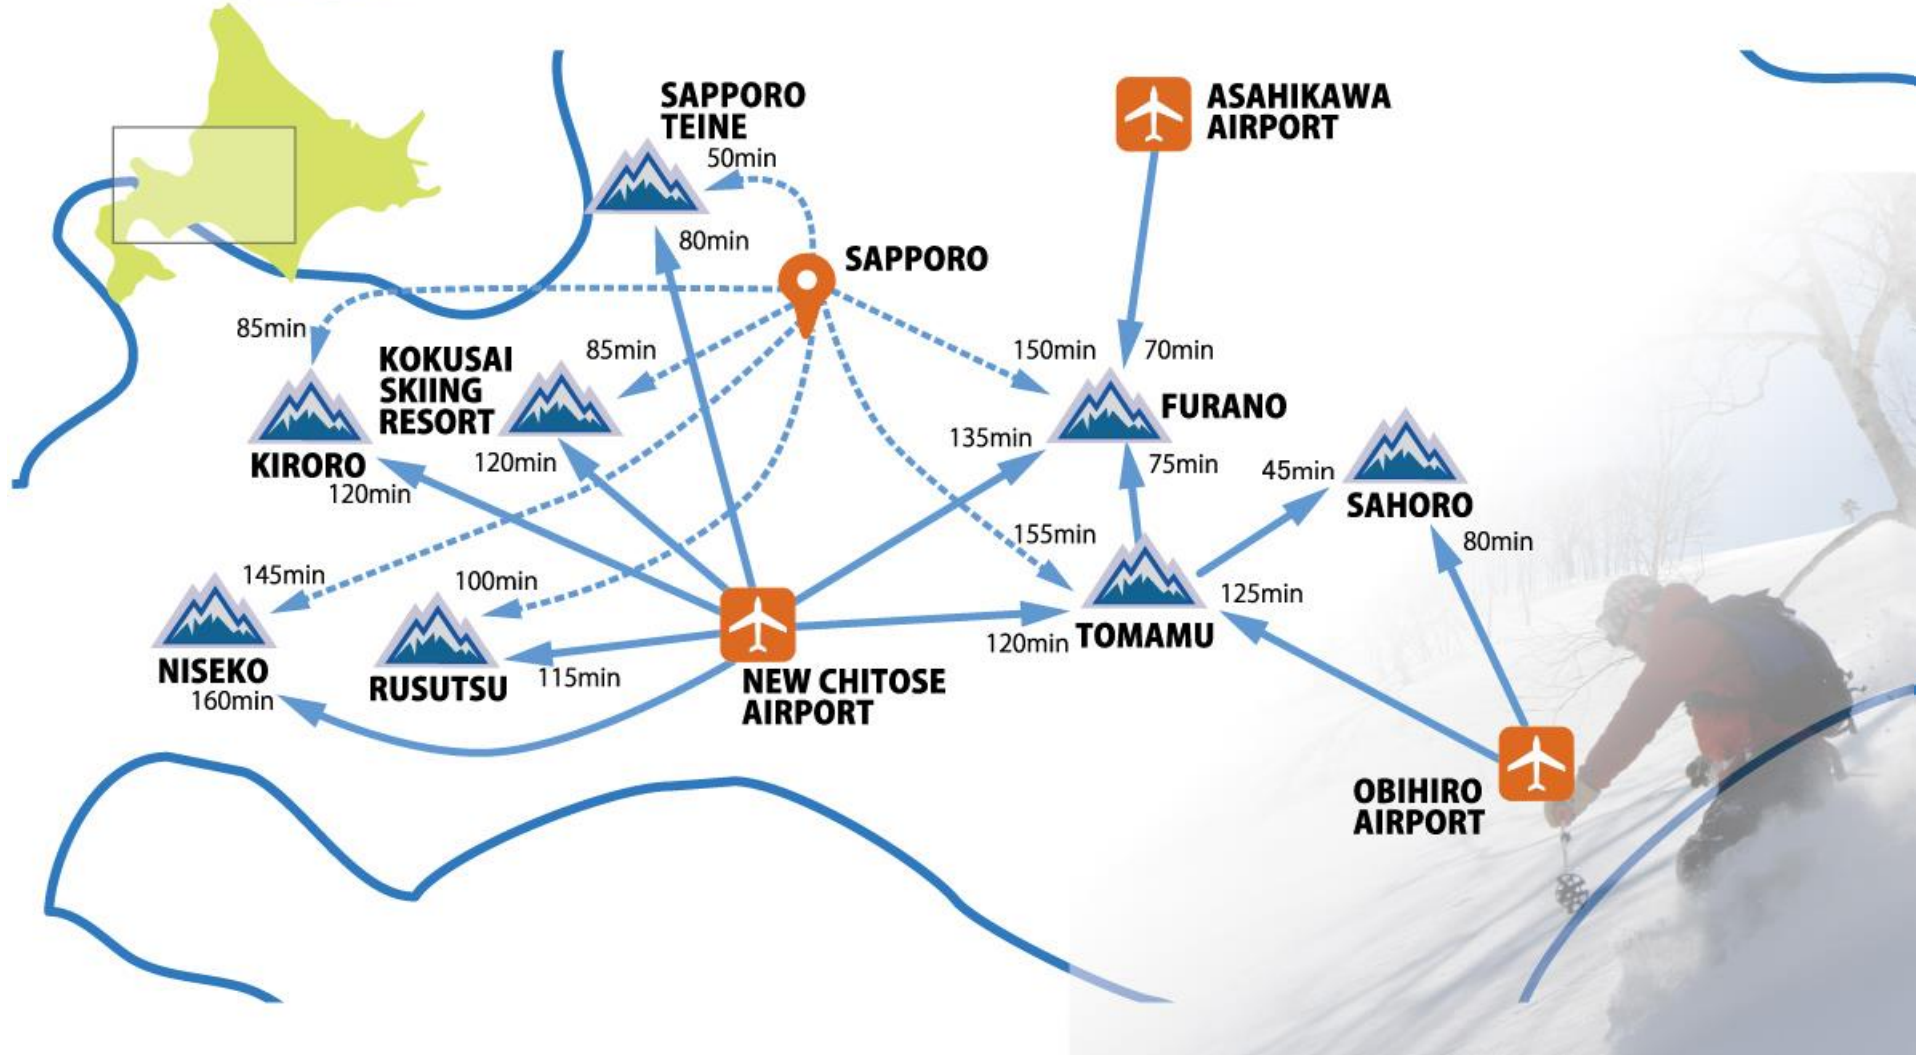 SAPPORO
TEINE
50min
80min
ASAHIKAWA
AIRPORT
SAPPORO
85min
KOKUSAI
SKIING
RESORT
85min
150min
70min
FURANO
KIRORO
120min
120min
135min
75min
45min
SAHORO
80min
155min
145min
100min
125min
NISEKO
160min
RUSUTSU
115min
120min
TOMAMU
NEW CHITOSE
AIRPORT
OBIHIRO
AIRPORT